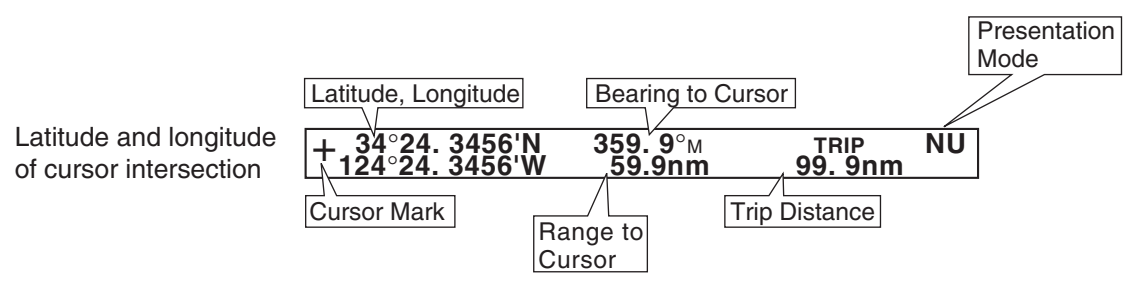 Presentation
Mode
Latitude, Longitude
Bearing to Cursor
Latitude and longitude
of cursor intersection
+ 34°24. 3456'N 359. 9°M TRIP NU
124°24. 3456'W 59.9nm 99. 9nm
Cursor Mark
Range to
Cursor
Trip Distance